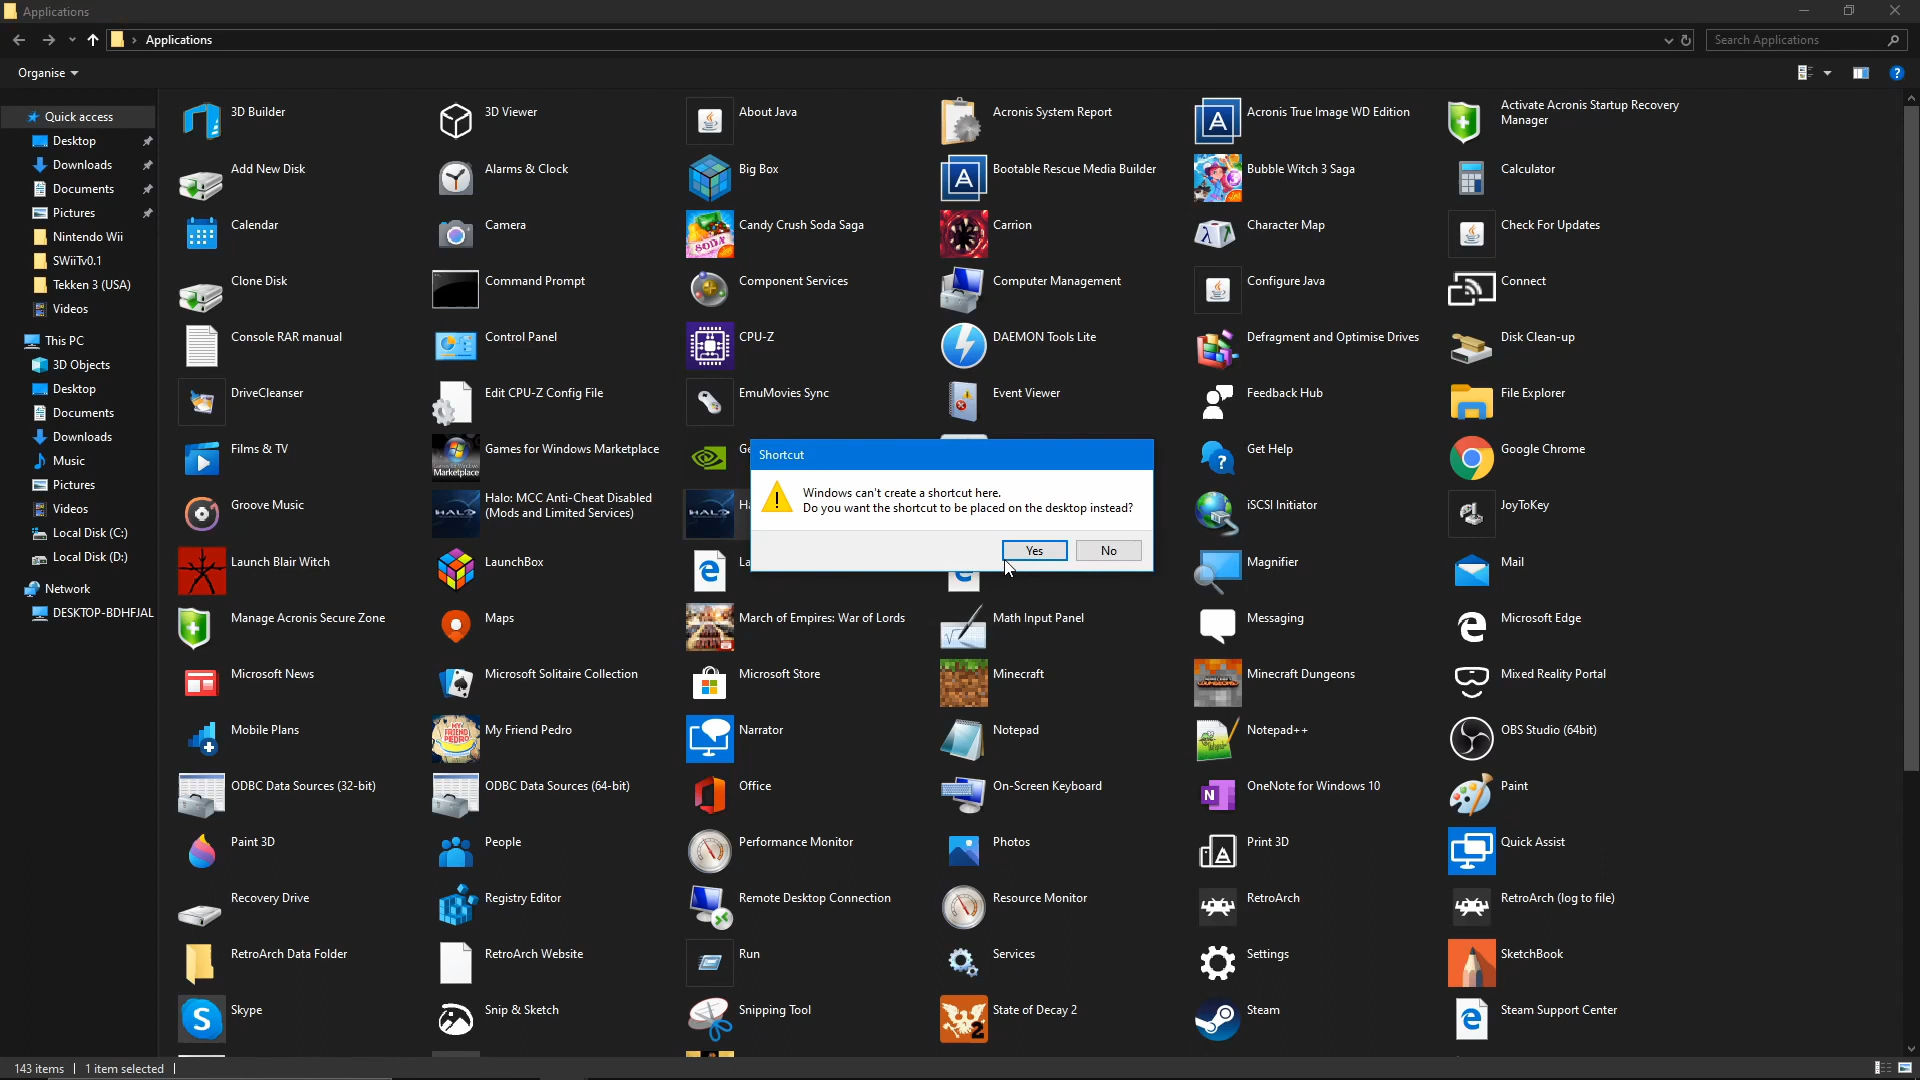 Applications
Applications
Search Applications
Organise
Quick access
Desktop
Downloads
Documents
Pictures
Nintendo Wii
SWiiTv0.1
Tekken 3 (USA)
Videos
This PC
3D Objects
Desktop
Documents
Downloads
Music
Pictures
Videos
Local Disk (C:)
Local Disk (D:)
Network
DESKTOP-BDHFJAL
3D Builder
3D Viewer
About Java
Acronis System Report
Acronis True Image WD Edition
Activate Acronis Startup Recovery
Manager
Add New Disk
Alarms & Clock
Big Box
Bootable Rescue Media Builder
Bubble Witch 3 Saga
Calculator
Calendar
Camera
Candy Crush Soda Saga
Carrion
Character Map
Check For Updates
Clone Disk
Command Prompt
Component Services
Computer Management
Configure Java
Connect
Console RAR manual
Control Panel
CPU-Z
DAEMON Tools Lite
Defragment and Optimise Drives
Disk Clean-up
DriveCleanser
Edit CPU-Z Config File
EmuMovies Sync
Event Viewer
Feedback Hub
File Explorer
Films & TV
Games for Windows Marketplace
Ge
Get Help
Google Chrome
Groove Music
Halo: MCC Anti-Cheat Disabled
(Mods and Limited Services)
Ha
iSCSI Initiator
JoyToKey
Shortcut
Windows can't create a shortcut here.
Do you want the shortcut to be placed on the desktop instead?
Yes
No
Launch Blair Witch
LaunchBox
La
Magnifier
Mail
Manage Acronis Secure Zone
Maps
March of Empires: War of Lords
Math Input Panel
Messaging
Microsoft Edge
Microsoft News
Microsoft Solitaire Collection
Microsoft Store
Minecraft
Minecraft Dungeons
Mixed Reality Portal
Mobile Plans
My Friend Pedro
Narrator
Notepad
Notepad++
OBS Studio (64bit)
ODBC Data Sources (32-bit)
ODBC Data Sources (64-bit)
Office
On-Screen Keyboard
OneNote for Windows 10
Paint
Paint 3D
People
Performance Monitor
Photos
Print 3D
Quick Assist
Recovery Drive
Registry Editor
Remote Desktop Connection
Resource Monitor
RetroArch
RetroArch (log to file)
RetroArch Data Folder
RetroArch Website
Run
Services
Settings
SketchBook
Skype
Snip & Sketch
Snipping Tool
State of Decay 2
Steam
Steam Support Center
143 items
1 item selected